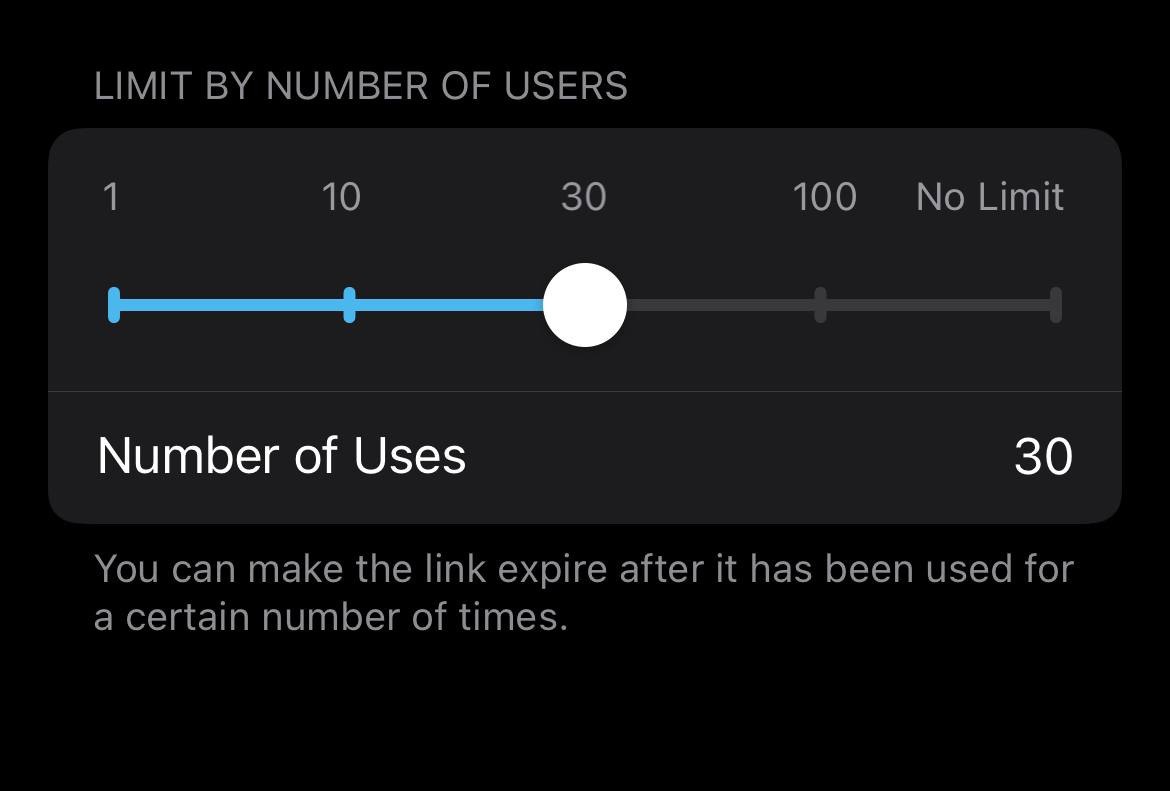 LIMIT BY NUMBER OF USERS
1 10 30 100 No Limit
Number of Uses 30
You can make the link expire after it has been used for
a certain number of times.